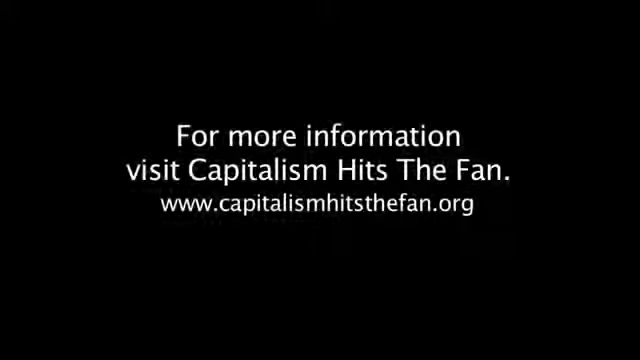 For more information
visit Capitalism Hits The Fan.
www.capitalismhitsthefan.org